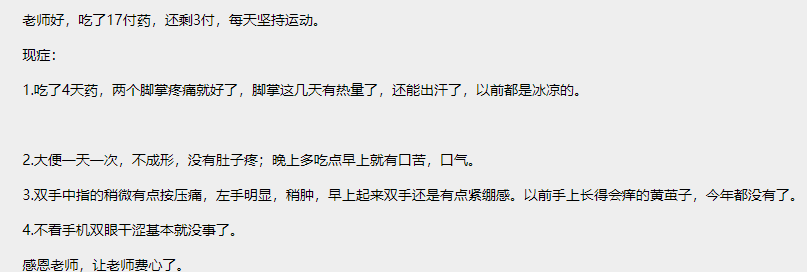 老师好，吃了17付药，还剩3付，每天坚持运动。
现症：
1.吃了4天药，两个脚掌疼痛就好了，脚掌这几天有热量了，还能出汗了，以前都是冰凉的。
2.大便一天一次，不成形，没有肚子疼；晚上多吃点早上就有口苦，口气。
3.双手中指的稍微有点按压痛，左手明显，稍肿，早上起来双手还是有点紧绷感。以前手上长得会痒的黄茧子，今年都没有了。
4.不看手机双眼干涩基本就没事了。
感恩老师，让老师费心了。